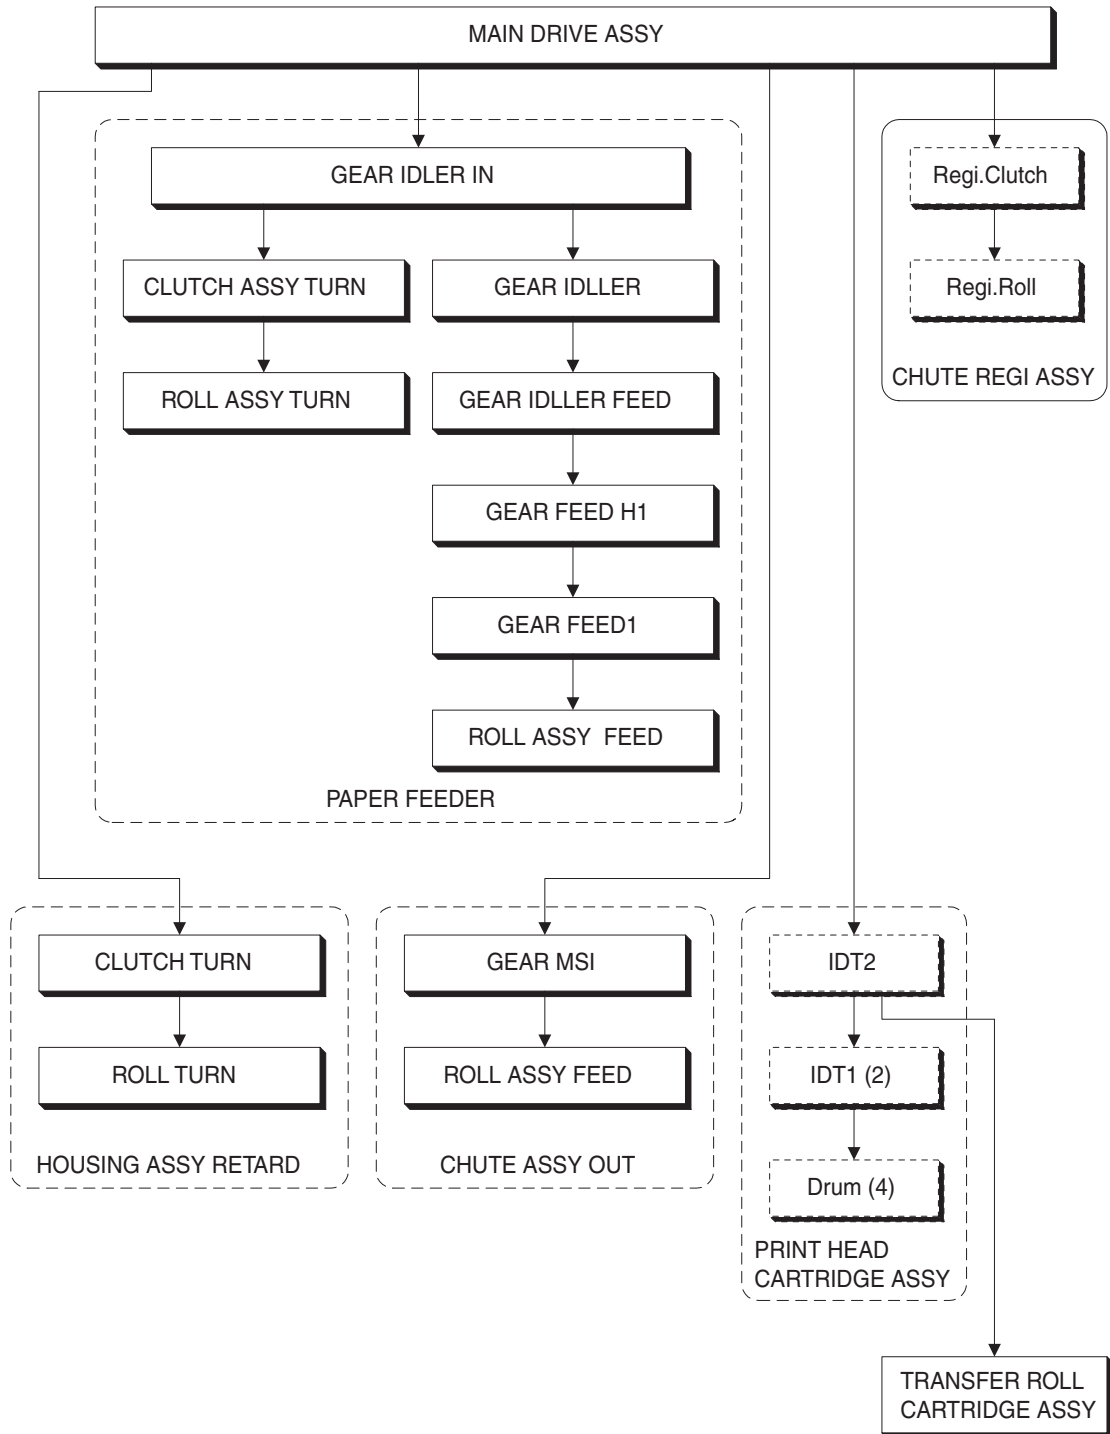 MAIN DRIVE ASSY
GEAR IDLER IN
CLUTCH ASSY TURN
ROLL ASSY TURN
GEAR IDLLER
GEAR IDLLER FEED
GEAR FEED H1
GEAR FEED1
ROLL ASSY FEED
PAPER FEEDER
Regi.Clutch
Regi.Roll
CHUTE REGI ASSY
CLUTCH TURN
ROLL TURN
HOUSING ASSY RETARD
GEAR MSI
ROLL ASSY FEED
CHUTE ASSY OUT
IDT2
IDT1 (2)
Drum (4)
PRINT HEAD
CARTRIDGE ASSY
TRANSFER ROLL
CARTRIDGE ASSY